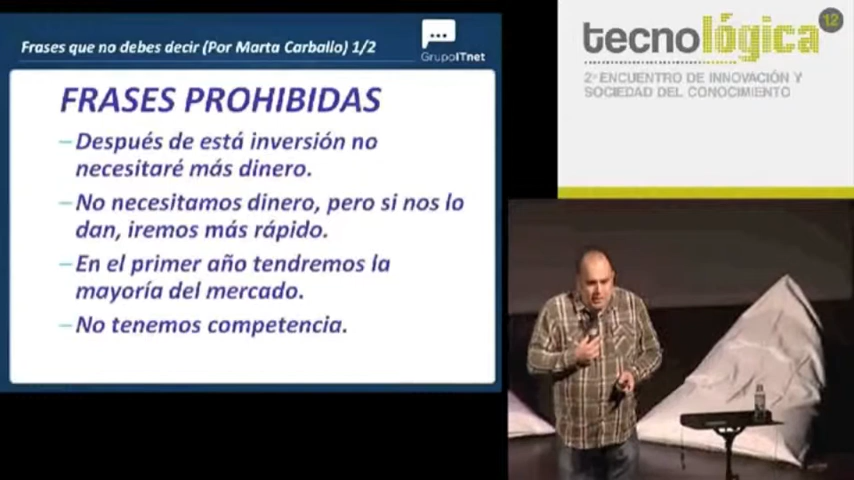 Frases que no debes decir (Por Marta Carballo) 1/2
GrupoITnet
FRASES PROHIBIDAS
–Después de está inversión no
necesitaré más dinero.
–No necesitamos dinero, pero si nos lo
dan, iremos más rápido.
–En el primer año tendremos la
mayoría del mercado.
–No tenemos competencia.
tecnológica 12
2º ENCUENTRO DE INNOVACIÓN Y
SOCIEDAD DEL CONOCIMIENTO